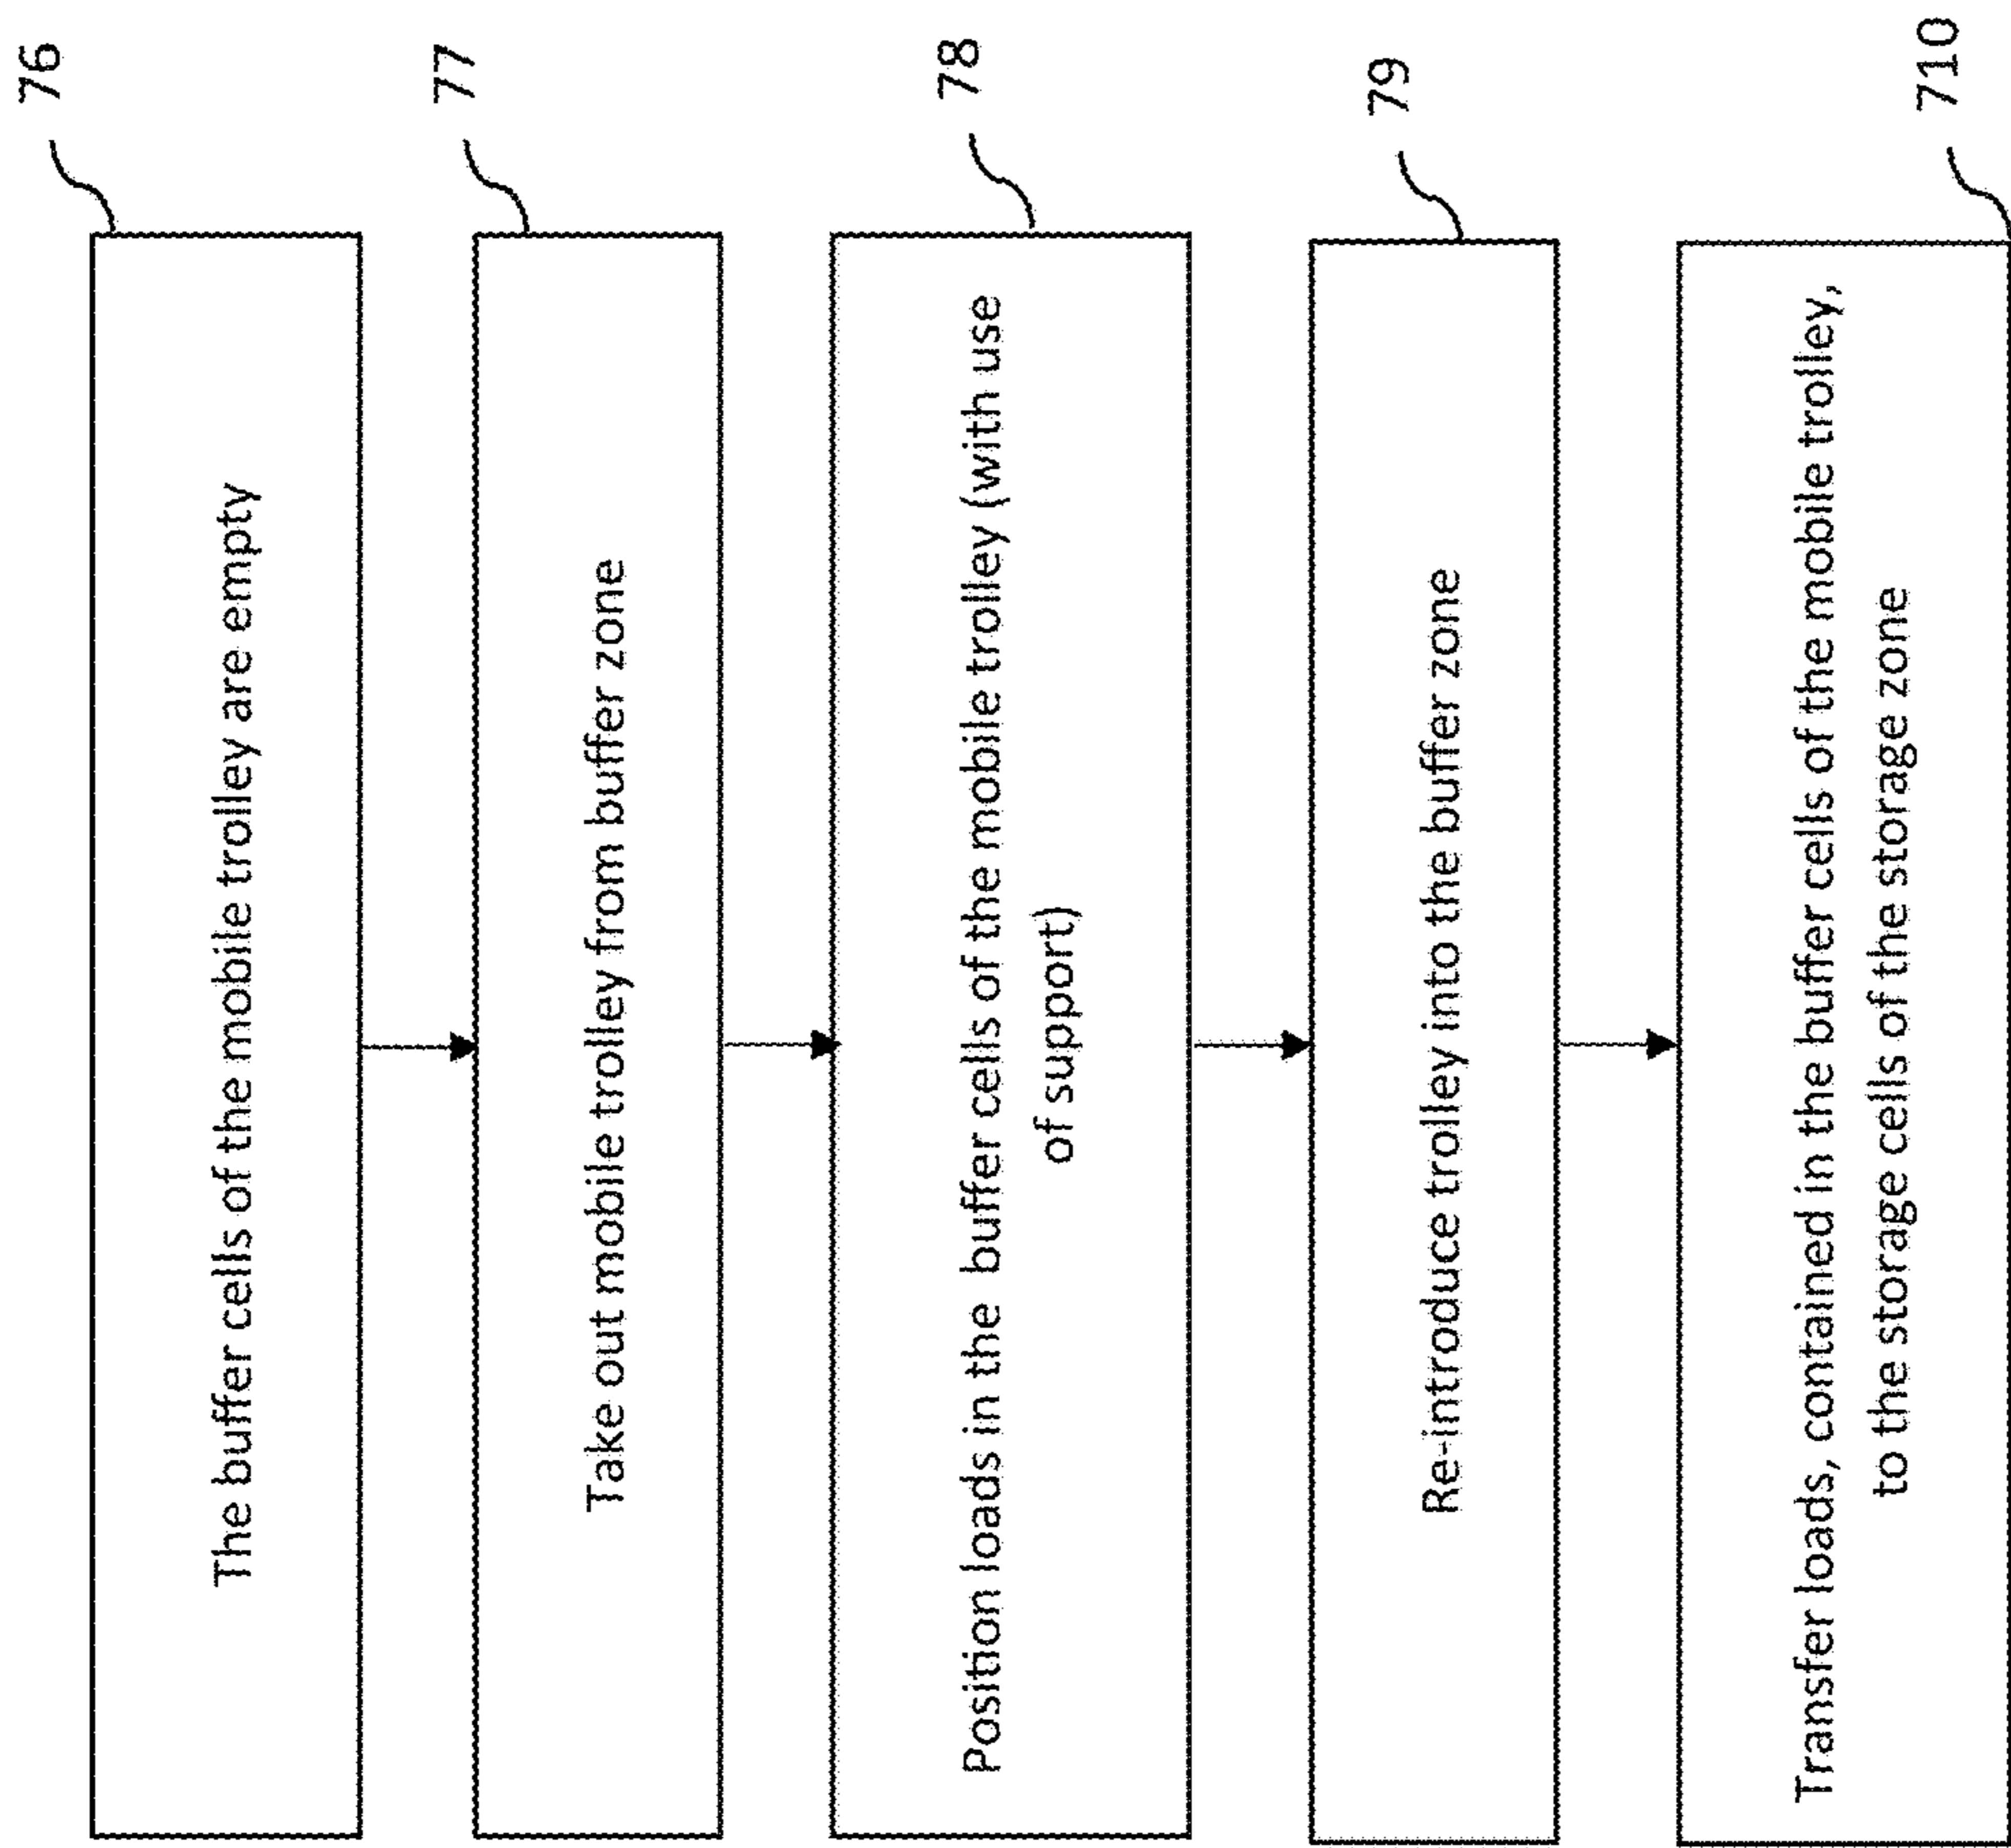 76
The buffer cells of the mobile trolley are empty
77
Take out mobile trolley from buffer zone
78
Position loads in the buffer cells of the mobile trolley (with use
of support)
79
Re-introduce trolley into the buffer zone
710
Transfer loads, contained in the buffer cells of the mobile trolley,
to the storage cells of the storage zone